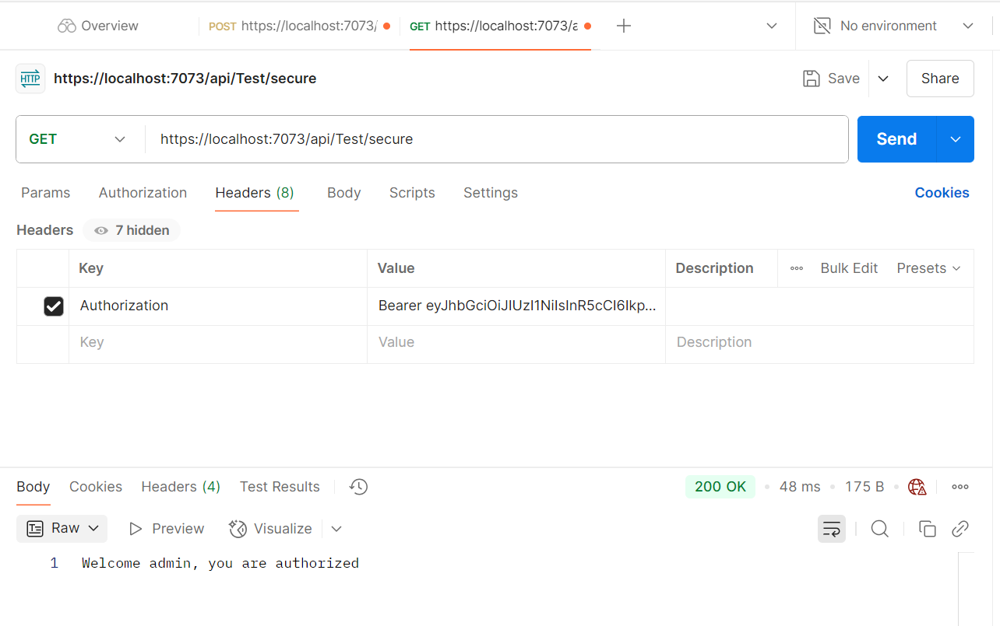 Overview POST https://localhost:7073/ GET https://localhost:7073/a No environment
HTTP https://localhost:7073/api/Test/secure Save Share
GET https://localhost:7073/api/Test/secure Send
Params Authorization Headers (8) Body Scripts Settings Cookies
Headers 7 hidden
Key Value Description Bulk Edit Presets
Authorization Bearer eyJhbGciOiJIUzI1NiIsInR5cCI6Ikp...
Key Value Description
Body Cookies Headers (4) Test Results 200 OK 48 ms 175 B
Raw Preview Visualize
1 Welcome admin, you are authorized